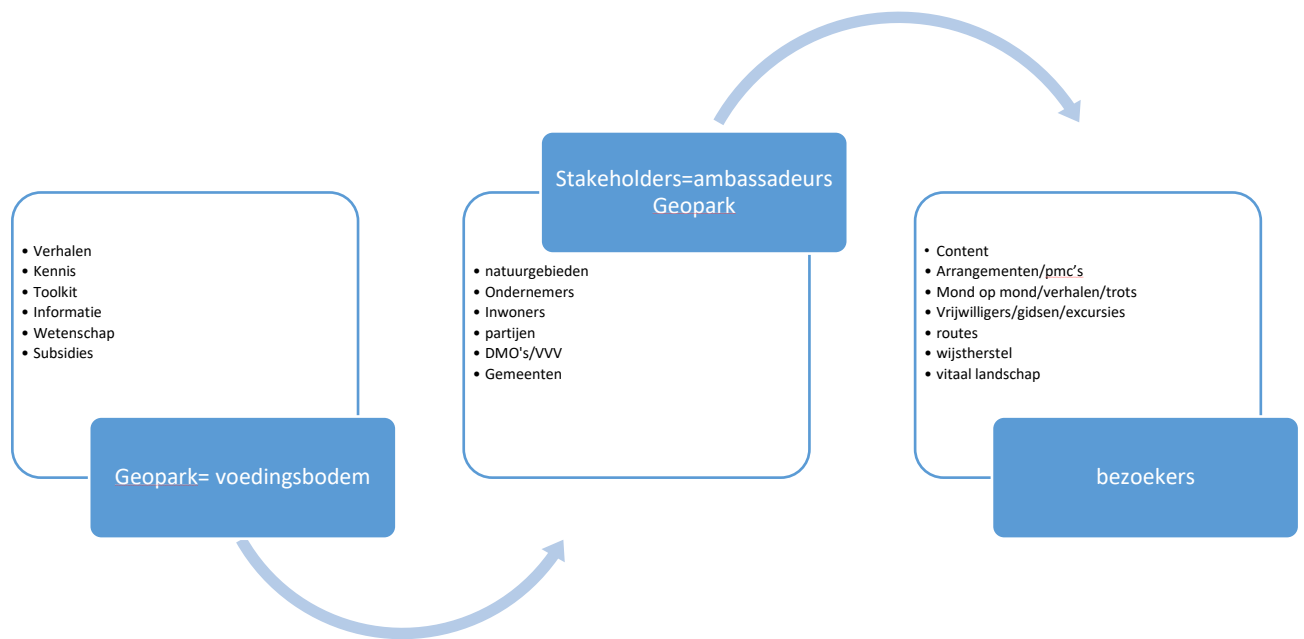 • Verhalen
• Kennis
• Toolkit
• Informatie
• Wetenschap
• Subsidies
Geopark= voedingsbodem
Stakeholders=ambassadeurs
Geopark
• natuurgebieden
• Ondernemers
• Inwoners
• partijen
• DMO's/VVV
• Gemeenten
• Content
• Arrangementen/pmc's
• Mond op mond/verhalen/trots
• Vrijwilligers/gidsen/excursies
• routes
• wijstherstel
• vitaal landschap
bezoekers